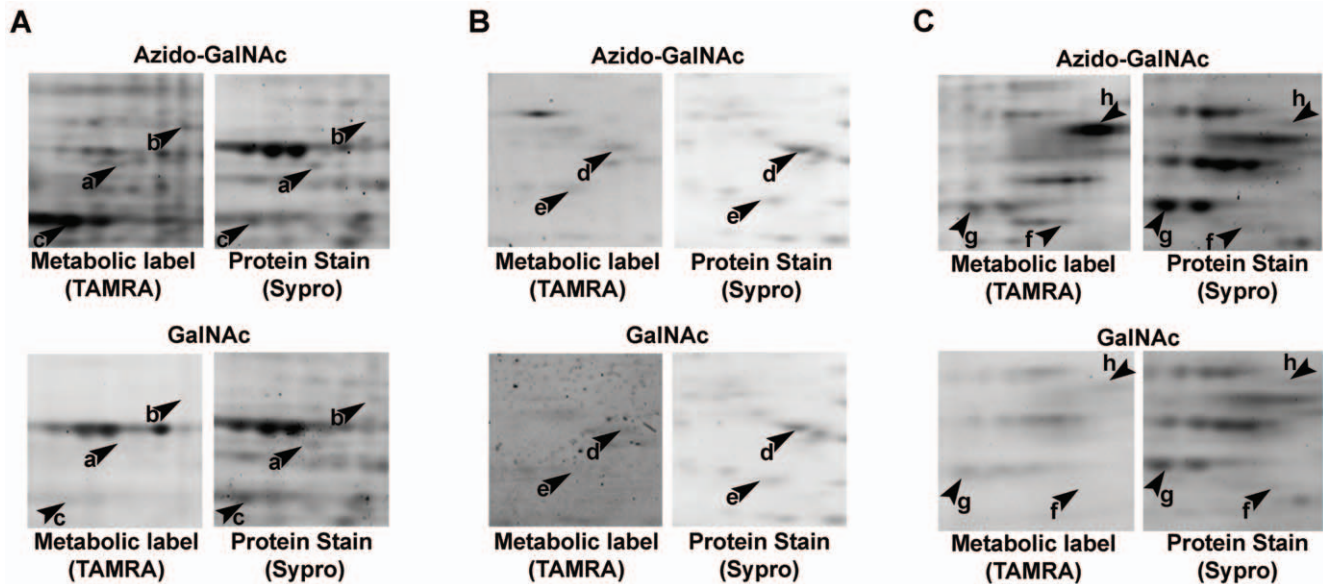 A
Azido-GalNAc
b
a
c
b
a
c
Metabolic label
(TAMRA)
Protein Stain
(Sypro)
GalNAc
b
a
c
b
a
c
Metabolic label
(TAMRA)
Protein Stain
(Sypro)
B
Azido-GalNAc
d
e
d
e
Metabolic label
(TAMRA)
Protein Stain
(Sypro)
GalNAc
d
e
d
e
Metabolic label
(TAMRA)
Protein Stain
(Sypro)
C
Azido-GalNAc
h
g
f
h
g
f
Metabolic label
(TAMRA)
Protein Stain
(Sypro)
GalNAc
h
g
f
h
g
f
Metabolic label
(TAMRA)
Protein Stain
(Sypro)